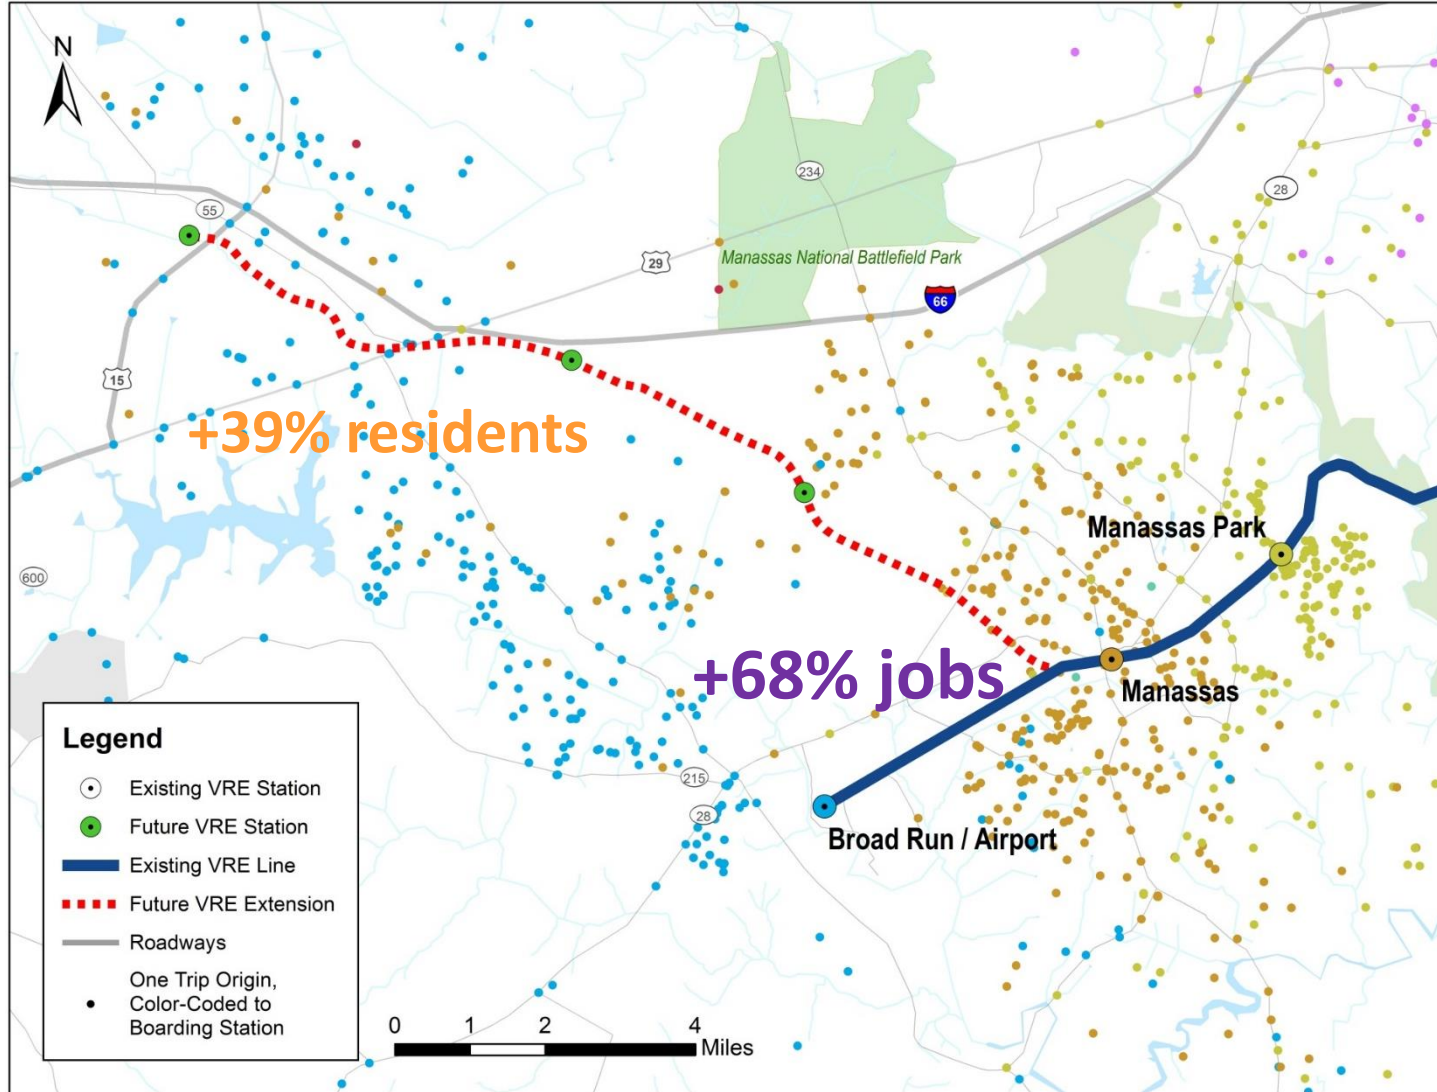 N
55
234
28
29
Manassas National Battlefield Park
66
15
+39% residents
Manassas Park
600
+68% jobs
Manassas
215
28
Broad Run / Airport
Legend
Existing VRE Station
Future VRE Station
Existing VRE Line
Future VRE Extension
Roadways
One Trip Origin,
Color-Coded to
Boarding Station
0 1 2 4
Miles